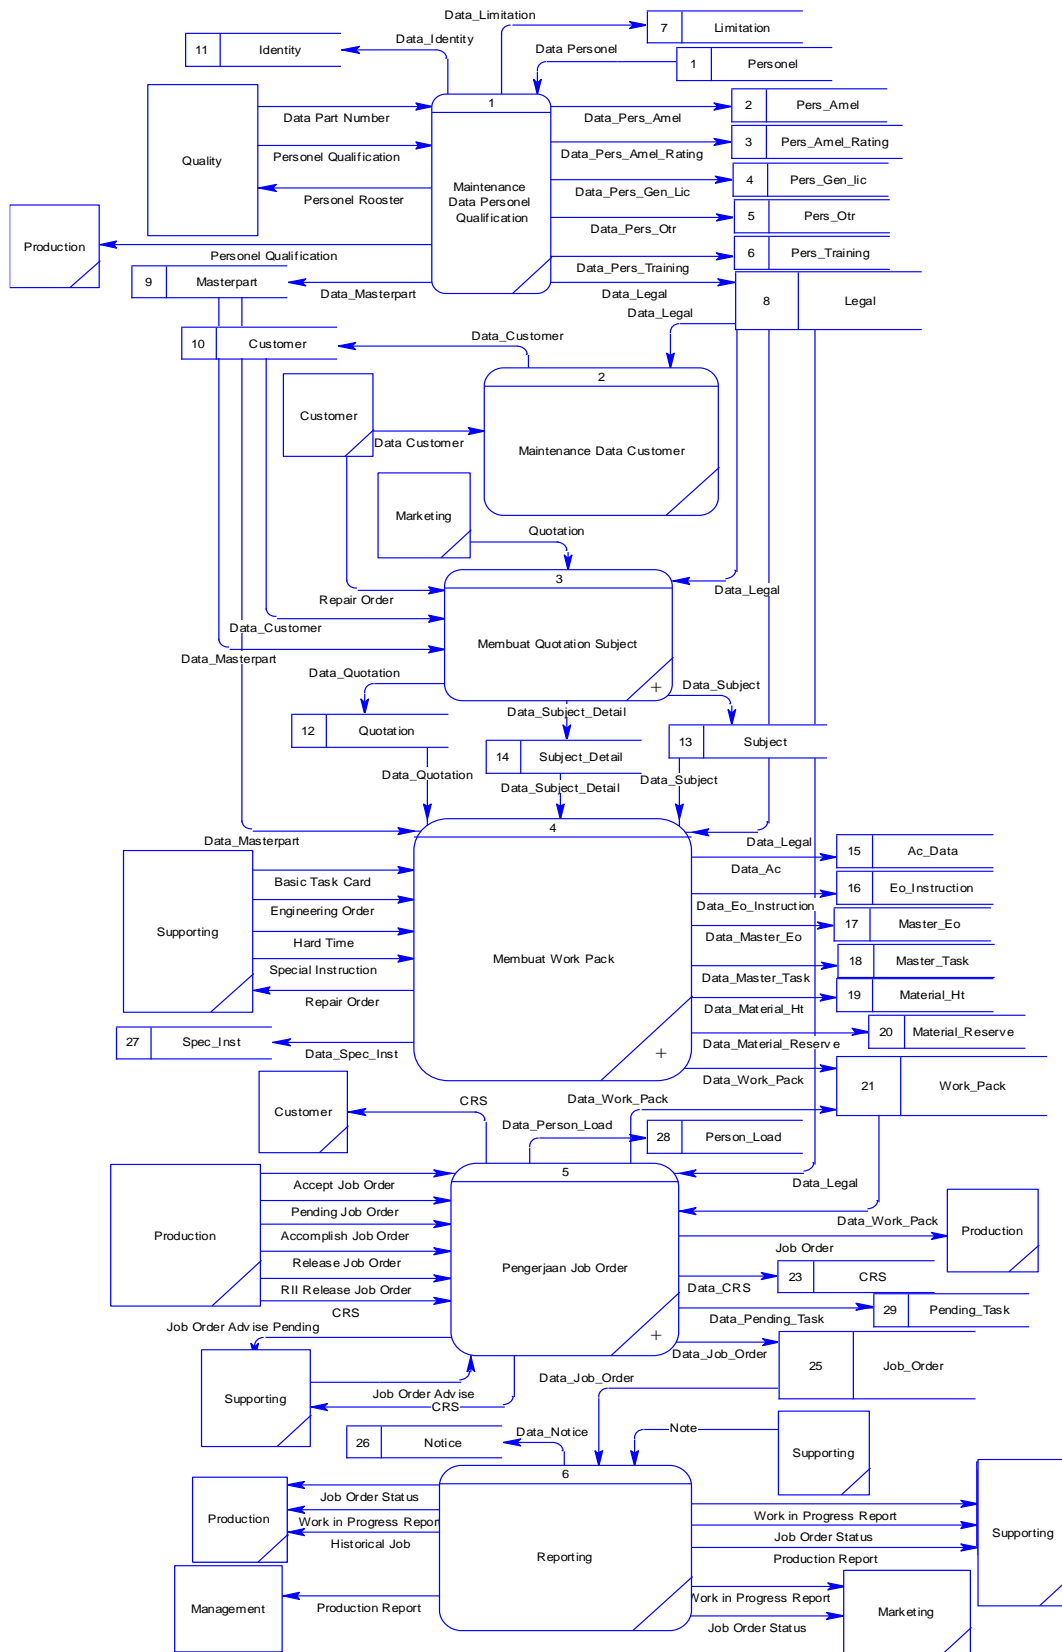 Data_Limitation
7 Limitation
Data_Identity
11 Identity
Data Personel
1 Personel
1
Data Part Number
Data_Pers_Amel
2 Pers_Amel
Quality
Personel Qualification
Data_Pers_Amel_Rating
3 Pers_Amel_Rating
Maintenance
Data Personel
Qualification
Personel Rooster
Data_Pers_Gen_Lic
4 Pers_Gen_lic
Data_Pers_Otr
5 Pers_Otr
Production
Personel Qualification
Data_Pers_Training
6 Pers_Training
9 Masterpart
Data_Masterpart
Data_Legal
8 Legal
Data_Legal
10 Customer
Data_Customer
2
Customer
Data Customer
Maintenance Data Customer
Marketing
Quotation
3
Repair Order
Data_Legal
Data_Customer
Membuat Quotation Subject
Data_Masterpart
Data_Quotation
+
Data_Subject
Data_Subject_Detail
12 Quotation
14 Subject_Detail
13 Subject
Data_Quotation
Data_Subject_Detail
Data_Subject
4
Data_Masterpart
Data_Legal
15 Ac_Data
Data_Ac
Basic Task Card
16 Eo_Instruction
Data_Eo_Instruction
Engineering Order
17 Master_Eo
Data_Master_Eo
Supporting
Hard Time
Membuat Work Pack
18 Master_Task
Data_Master_Task
Special Instruction
19 Material_Ht
Data_Material_Ht
Repair Order
20 Material_Reserve
Data_Material_Reserve
27 Spec_Inst
Data_Spec_Inst
+
Data_Work_Pack
21 Work_Pack
Customer
CRS
Data_Work_Pack
Data_Person_Load
28 Person_Load
5
Accept Job Order
Data_Legal
Pending Job Order
Data_Work_Pack
Production
Production
Accomplish Job Order
Job Order
Release Job Order
Pengerjaan Job Order
23 CRS
Data_CRS
RII Release Job Order
29 Pending_Task
Data_Pending_Task
CRS
+
Job Order Advise Pending
Data_Job_Order
25 Job_Order
Supporting
Job Order Advise
CRS
Data_Job_Order
26 Notice
Data_Notice
Note
Supporting
6
Production
Job Order Status
Work in Progress Report
Historical Job
Reporting
Work in Progress Report
Job Order Status
Production Report
Supporting
Management
Production Report
Work in Progress Report
Job Order Status
Marketing